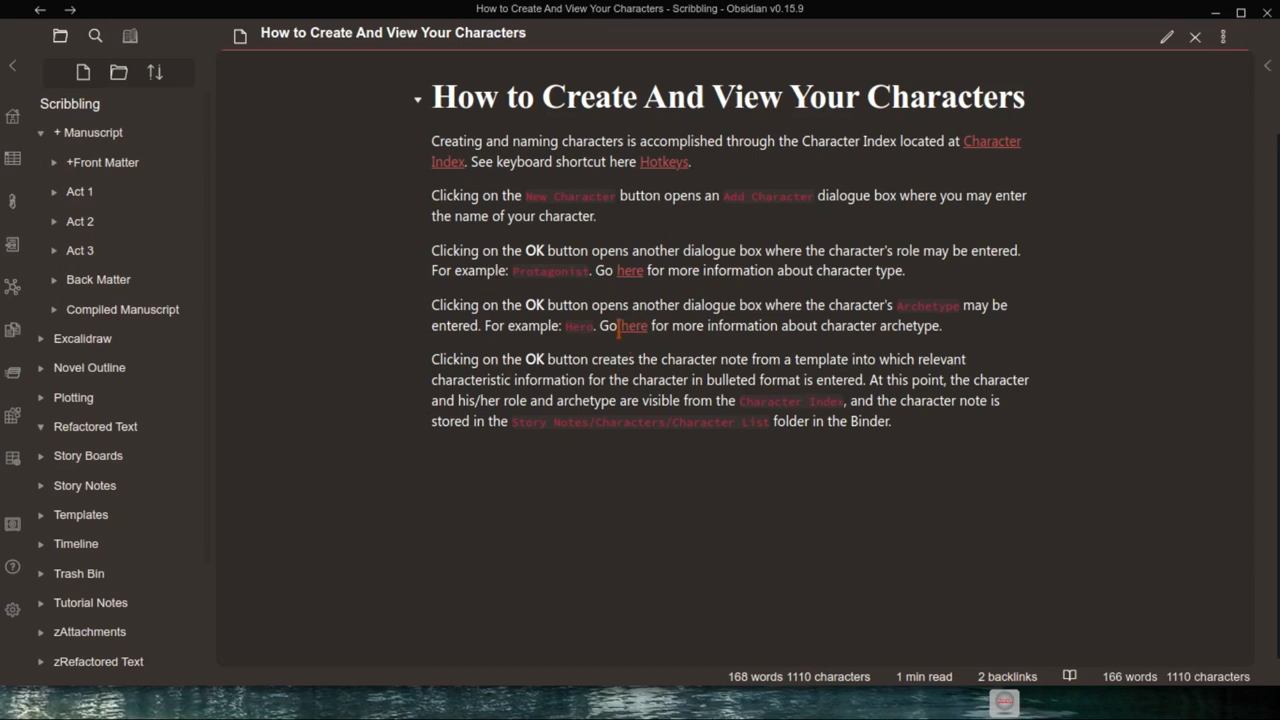 How to Create And View Your Characters - Scribbling - Obsidian v0.15.9
How to Create And View Your Characters
Scribbling
+ Manuscript
+Front Matter
Act 1
Act 2
Act 3
Back Matter
Compiled Manuscript
Excalidraw
Novel Outline
Plotting
Refactored Text
Story Boards
Story Notes
Templates
Timeline
Trash Bin
Tutorial Notes
zAttachments
zRefactored Text
How to Create And View Your Characters
Creating and naming characters is accomplished through the Character Index located at Character
Index. See keyboard shortcut here Hotkeys.
Clicking on the New Character button opens an Add Character dialogue box where you may enter
the name of your character.
Clicking on the OK button opens another dialogue box where the character's role may be entered.
For example: Protagonist. Go here for more information about character type.
Clicking on the OK button opens another dialogue box where the character's Archetype may be
entered. For example: Hero. Go here for more information about character archetype.
Clicking on the OK button creates the character note from a template into which relevant
characteristic information for the character in bulleted format is entered. At this point, the character
and his/her role and archetype are visible from the Character Index, and the character note is
stored in the Story Notes/Characters/Character List folder in the Binder.
168 words 1110 characters
1 min read
2 backlinks
166 words
1110 characters